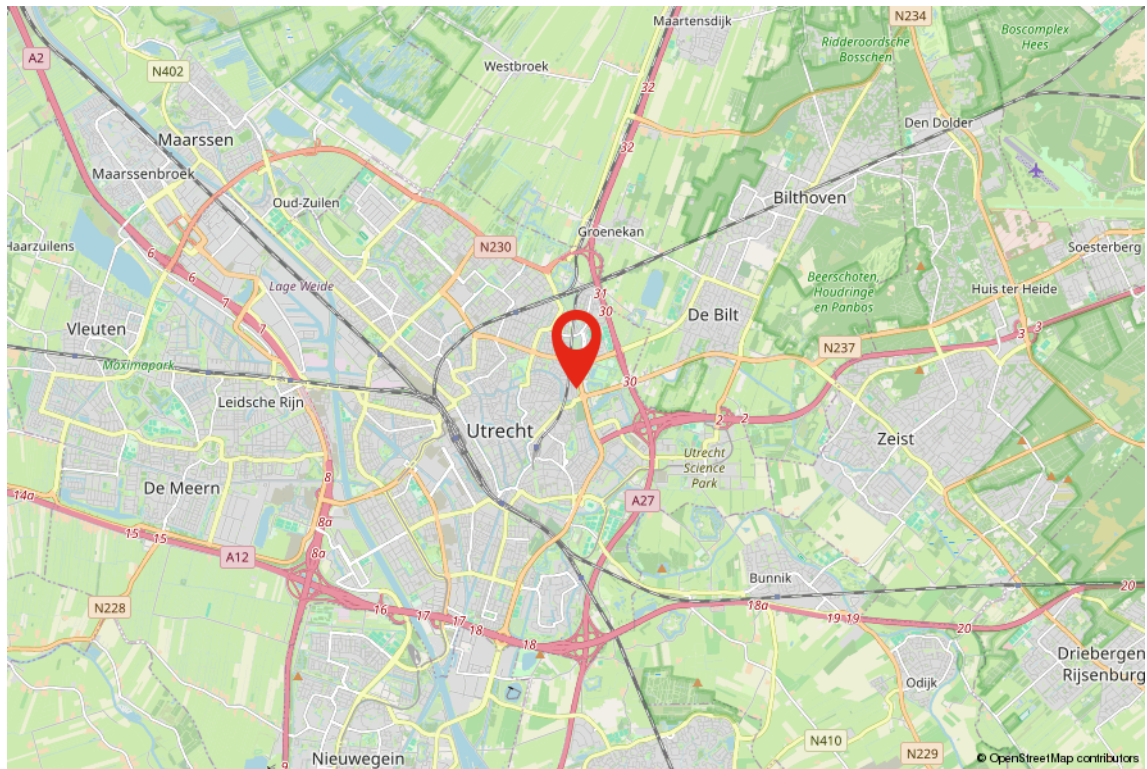 Maartensdijk
N234
Boscomplex
Hees
Ridderoordsche
Bosschen
A2
N402
Westbroek
32
Den Dolder
Maarssen
32
Maarssenbroek
Bilthoven
Oud-Zuilen
Groenekan
Haarzuilens
N230
Soesterberg
6
6
7
Beerschoten,
Houdringe
en Panbos
Huis ter Heide
Lage Weide
31
30
7
De Bilt
Vleuten
3
3
7
N237
Máximapark
30
Leidsche Rijn
2
2
Utrecht
Zeist
Utrecht
Science
Park
De Meern
8
14a
A27
8a
15
15
8a
A12
Bunnik
20
N228
16
17
17
18
18
18a
19
19
20
Driebergen
Rijsenburg
Odijk
N410
N229
Nieuwegein
9
© OpenStreetMap contributors